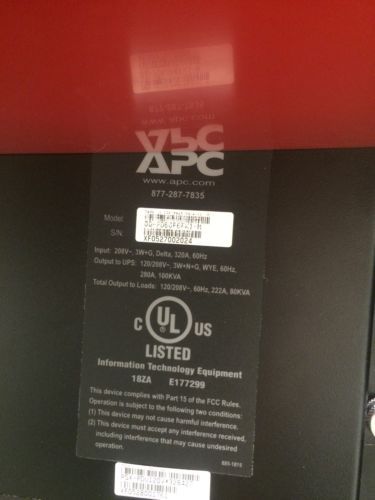 APC
www.apc.com
877-287-7835
Model
S/N: XF0527002024
Input: 208V~, 3W+G, Delta, 320A, 60Hz
Output to UPS: 120/208V~, 3W+N+G, WYE, 60Hz,
280A, 100KVA
Total Output to Loads: 120/208V~, 60Hz, 222A, 80KVA
C UL US
LISTED
Information Technology Equipment
18ZA E177299
This device complies with Part 15 of the FCC Rules.
Operation is subject to the following two conditions:
(1) This device may not cause harmful interference.
(2) This device must accept any interference received,
including interference that may cause undesired
operation.